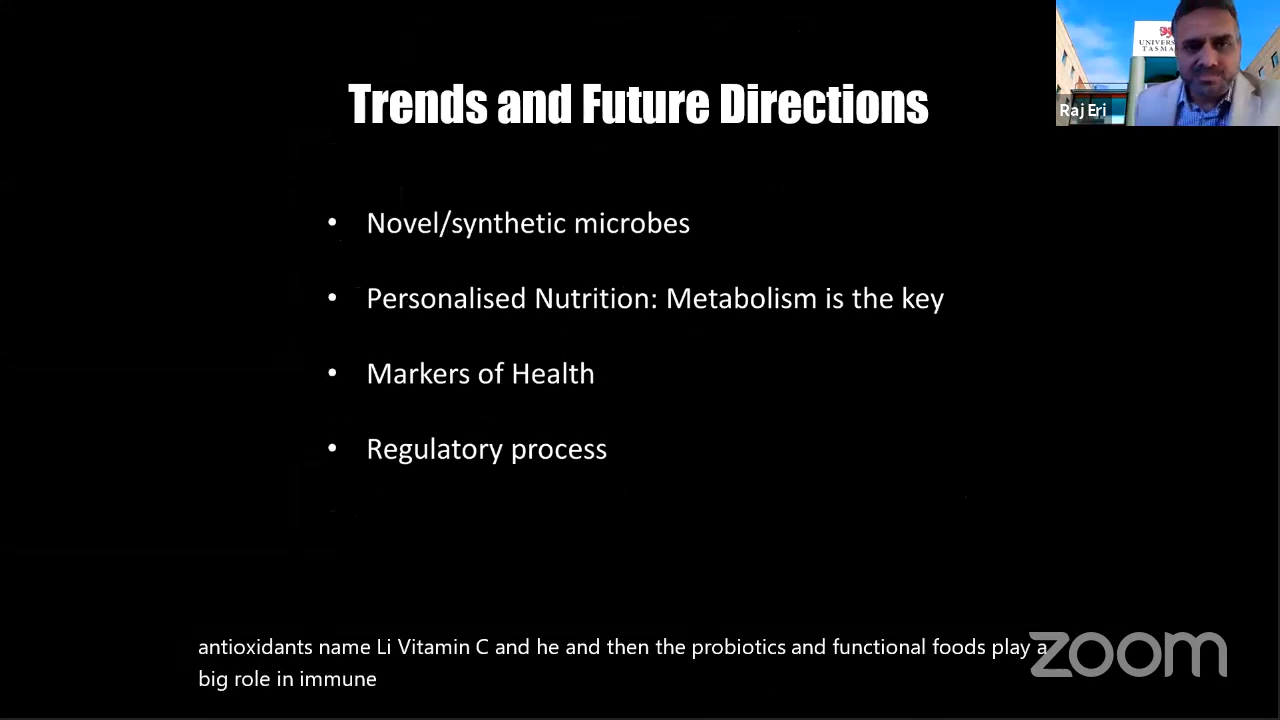 Trends and Future Directions
UNIVERS
TASMA
Raj Eri
• Novel/synthetic microbes
• Personalised Nutrition: Metabolism is the key
• Markers of Health
• Regulatory process
antioxidants name Li Vitamin C and he and then the probiotics and functional foods play a
big role in immune
zoom